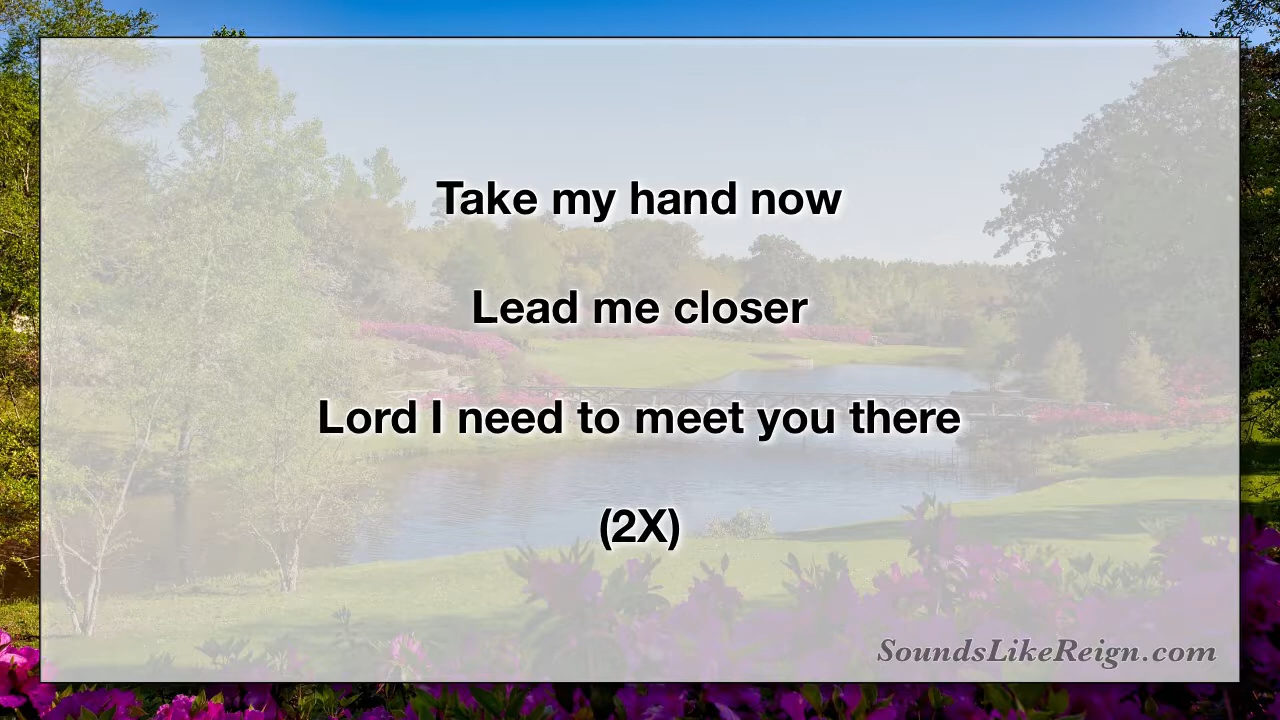 Take my hand now
Lead me closer
Lord I need to meet you there
(2X)
SoundsLikeReign.com